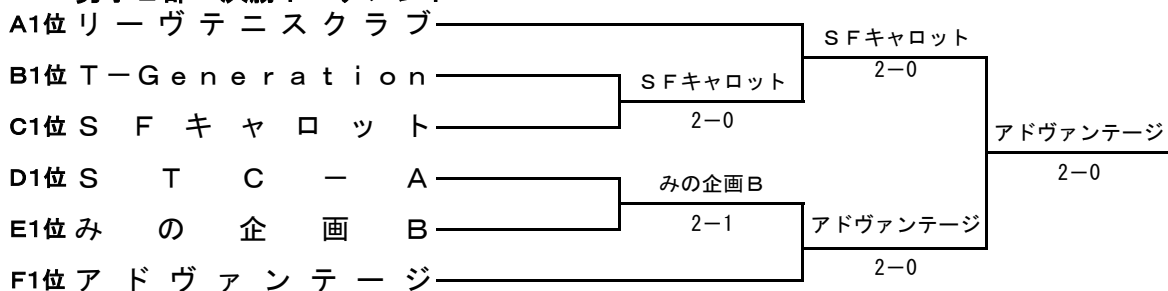 A1位 リーヴテニスクラブ
SFキャロット
2-0
B1位 T-Generation
SFキャロット
2-0
C1位 SFキャロット
アドヴァンテージ
2-0
D1位 STC-A
みの企画B
2-1
E1位 みの企画B
アドヴァンテージ
2-0
F1位 アドヴァンテージ